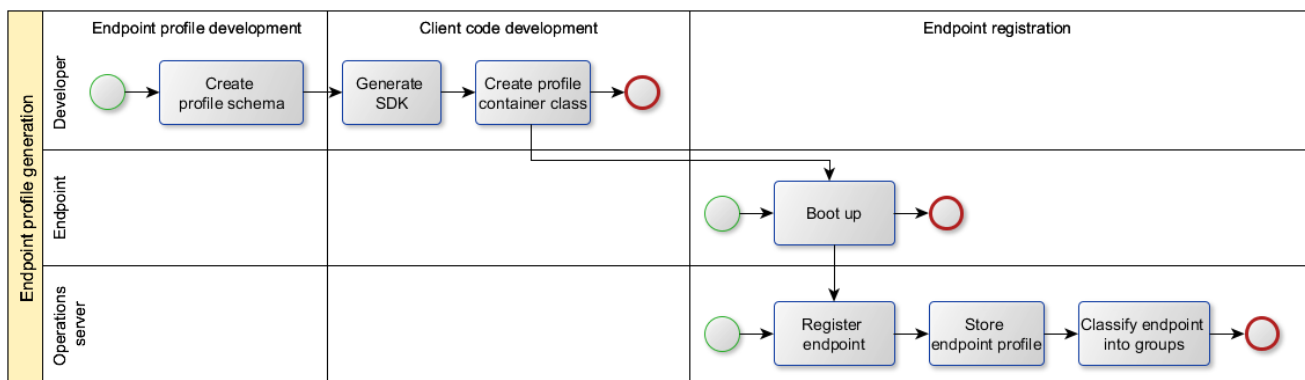 Endpoint profile generation
Endpoint profile development
Client code development
Endpoint registration
Developer
Create
profile schema
Generate
SDK
Create profile
container class
Endpoint
Boot up
Operations
server
Register
endpoint
Store
endpoint profile
Classify endpoint
into groups